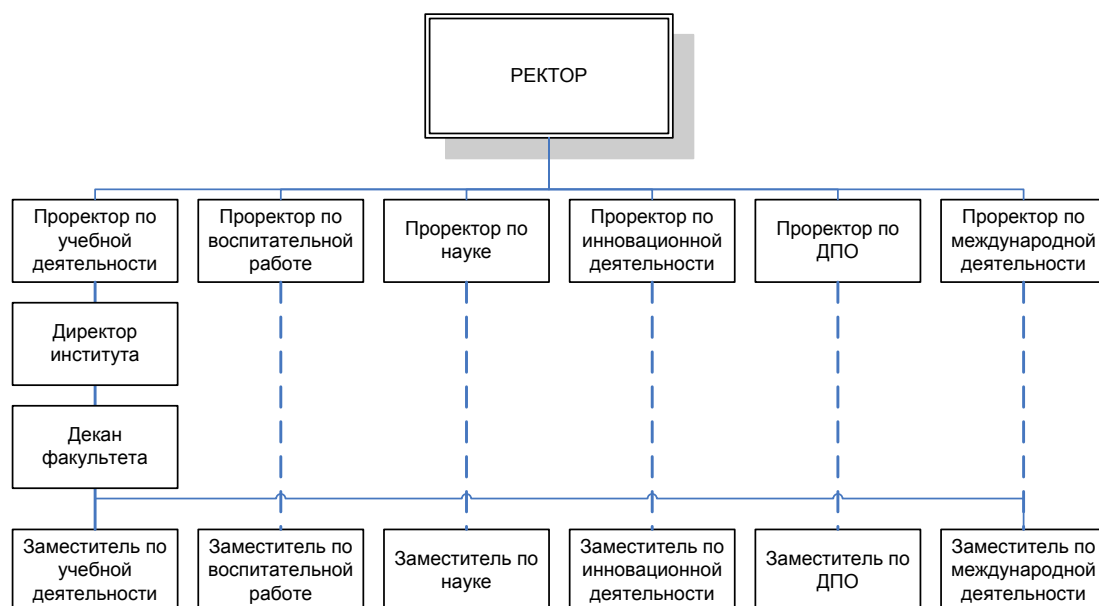 РЕКТОР
Проректор по
учебной
деятельности
Проректор по
воспитательной
работе
Проректор по
науке
Проректор по
инновационной
деятельности
Проректор по
ДПО
Проректор по
международной
деятельности
Директор
института
Декан
факультета
Заместитель по
учебной
деятельности
Заместитель по
воспитательной
работе
Заместитель по
науке
Заместитель по
инновационной
деятельности
Заместитель по
ДПО
Заместитель по
международной
деятельности